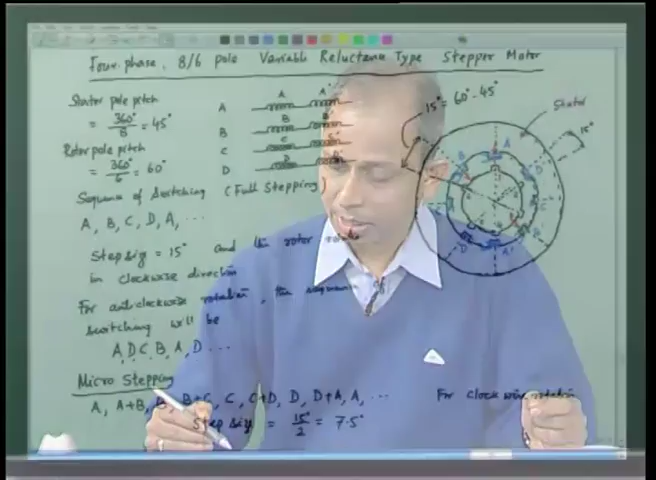 Four phase, 8/6 pole Variable Reluctance Type Stepper Motor
Stator pole pitch
= 360°/8 = 45°
Rotor pole pitch
= 360°/6 = 60°
A
B
C
D
A A'
B B'
C C'
D D'
15° = 60° - 45°
Stator
15°
A
B
D
D
A'
B'
Sequence of Switching (Full Stepping)
A, B, C, D, A, ...
Step size = 15° and the rotor
in clockwise direction
For anticlockwise rotation, the sequence of
switching will be
A, D, C, B, A, D ...
Micro Stepping
A, A+B, B, B+C, C, C+D, D, D+A, A, ... For clockwise rotation
Step size = 15°/2 = 7.5°